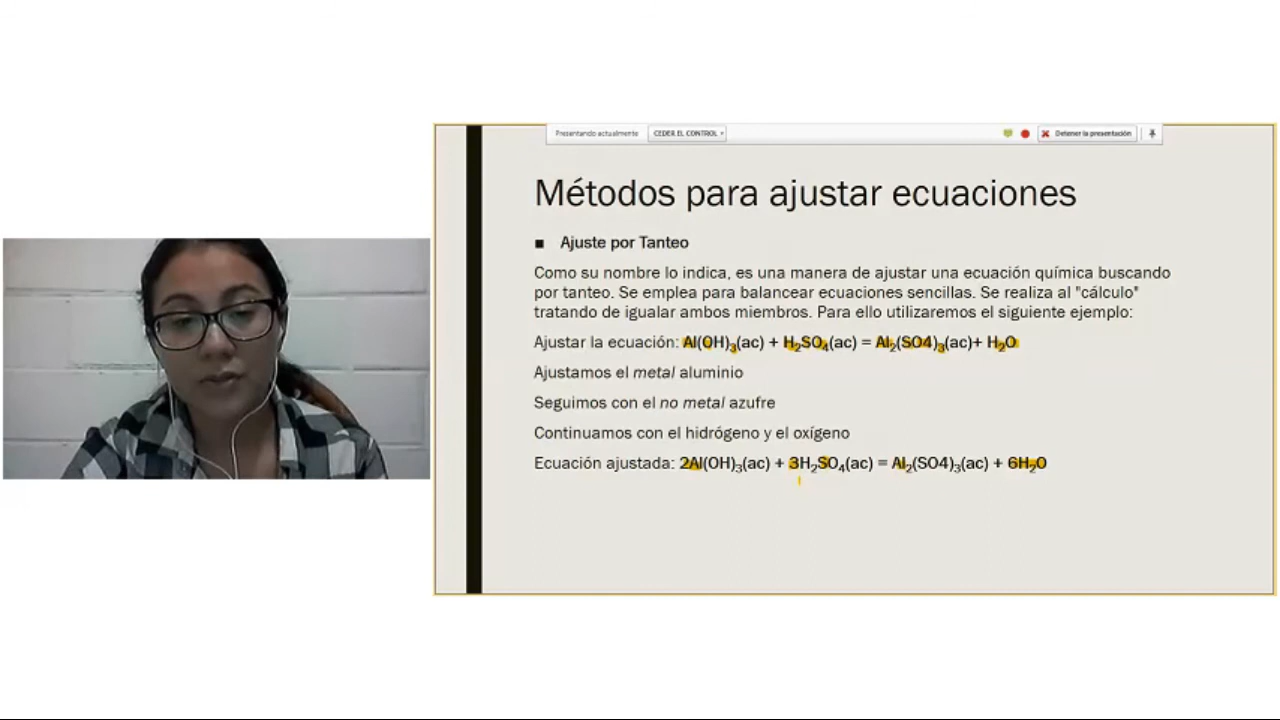 Presentando actualmente CEDER EL CONTROL Detener la presentación
Métodos para ajustar ecuaciones
■ Ajuste por Tanteo
Como su nombre lo indica, es una manera de ajustar una ecuación química buscando
por tanteo. Se emplea para balancear ecuaciones sencillas. Se realiza al "cálculo"
tratando de igualar ambos miembros. Para ello utilizaremos el siguiente ejemplo:
Ajustar la ecuación: Al(OH)₃(ac) + H₂SO₄(ac) = Al₂(SO4)₃(ac)+ H₂O
Ajustamos el metal aluminio
Seguimos con el no metal azufre
Continuamos con el hidrógeno y el oxígeno
Ecuación ajustada: 2Al(OH)₃(ac) + 3H₂SO₄(ac) = Al₂(SO4)₃(ac) + 6H₂O